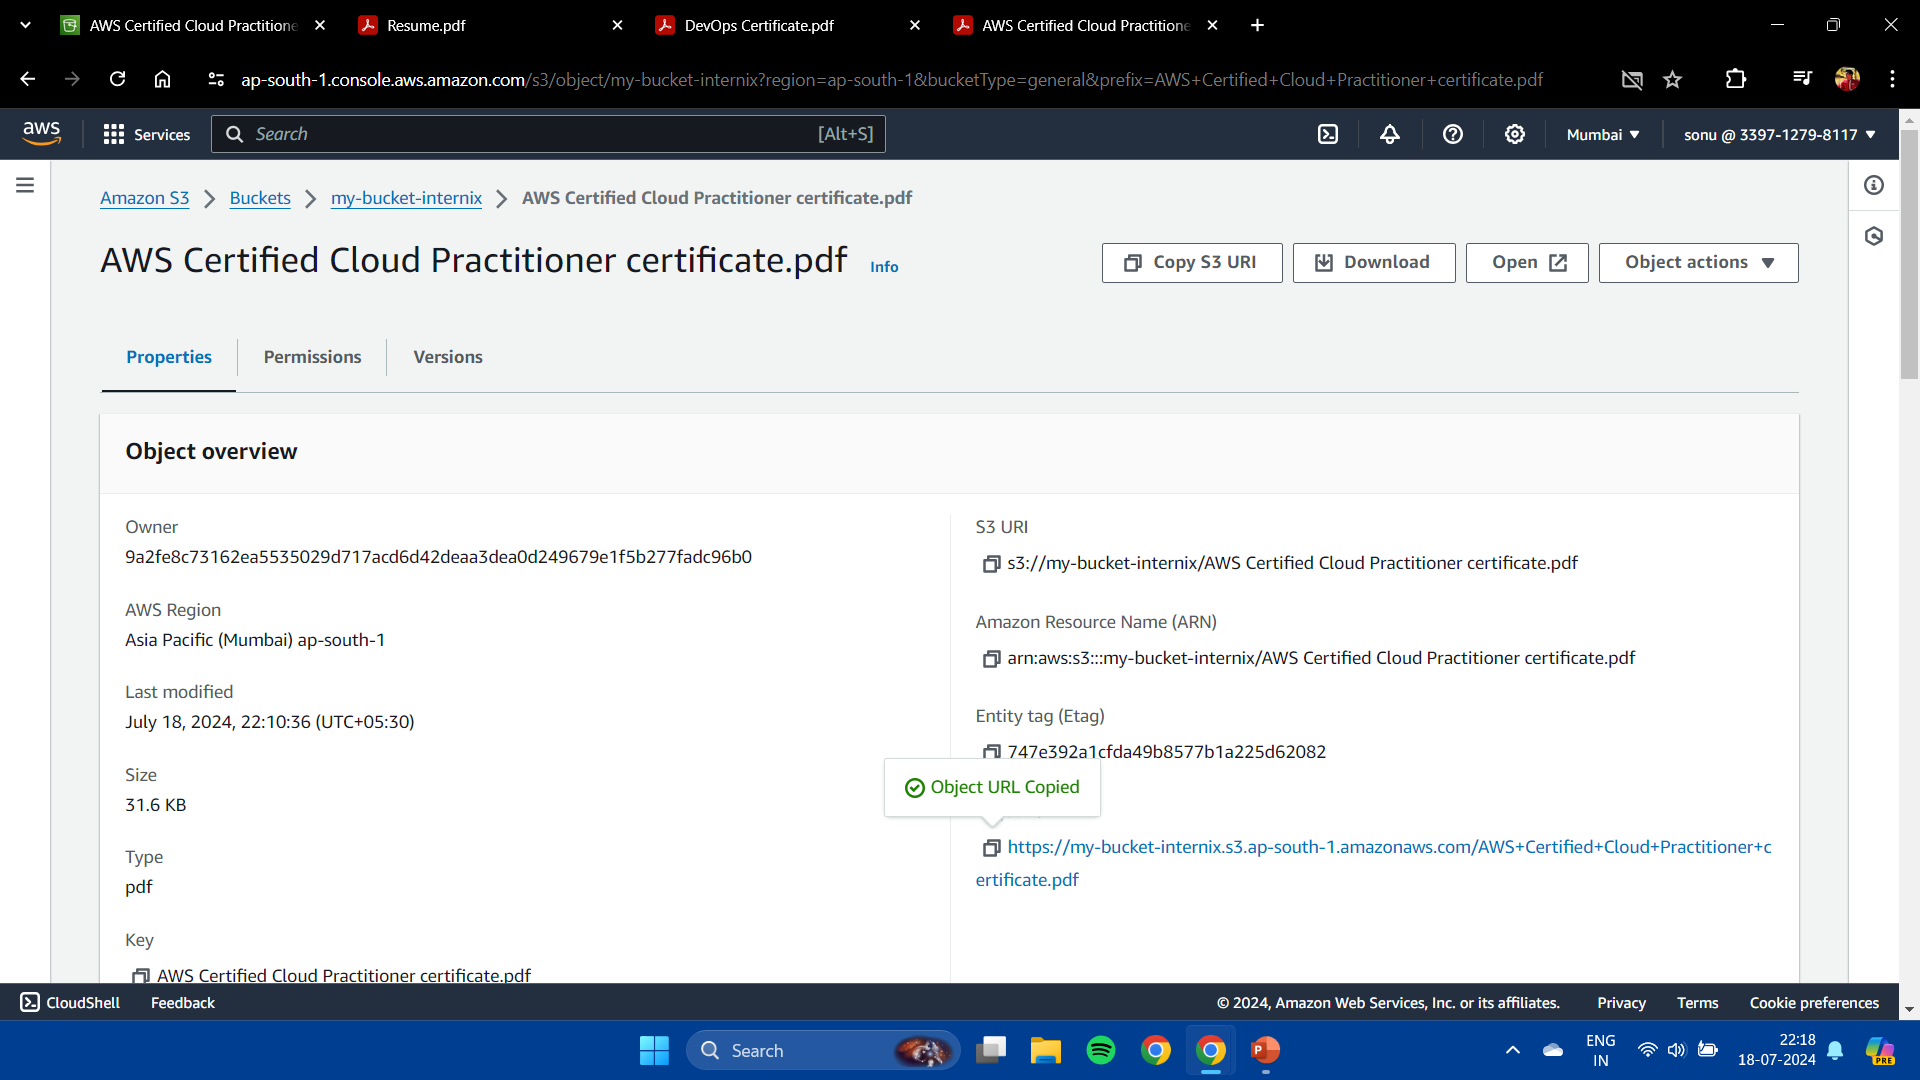 AWS Certified Cloud Practitione
Resume.pdf
DevOps Certificate.pdf
AWS Certified Cloud Practitione
ap-south-1.console.aws.amazon.com/s3/object/my-bucket-internix?region=ap-south-1&bucketType=general&prefix=AWS+Certified+Cloud+Practitioner+certificate.pdf
aws
Services
Search
[Alt+S]
Mumbai
sonu @ 3397-1279-8117
Amazon S3
Buckets
my-bucket-internix
AWS Certified Cloud Practitioner certificate.pdf
AWS Certified Cloud Practitioner certificate.pdf
Info
Copy S3 URI
Download
Open
Object actions
Properties
Permissions
Versions
Object overview
Owner
9a2fe8c73162ea5535029d717acd6d42deaa3dea0d249679e1f5b277fadc96b0
AWS Region
Asia Pacific (Mumbai) ap-south-1
Last modified
July 18, 2024, 22:10:36 (UTC+05:30)
Size
31.6 KB
Type
pdf
Key
AWS Certified Cloud Practitioner certificate.pdf
S3 URI
s3://my-bucket-internix/AWS Certified Cloud Practitioner certificate.pdf
Amazon Resource Name (ARN)
arn:aws:s3:::my-bucket-internix/AWS Certified Cloud Practitioner certificate.pdf
Entity tag (Etag)
747e392a1cfda49b8577b1a225d62082
Object URL Copied
https://my-bucket-internix.s3.ap-south-1.amazonaws.com/AWS+Certified+Cloud+Practitioner+c
ertificate.pdf
CloudShell
Feedback
© 2024, Amazon Web Services, Inc. or its affiliates.
Privacy
Terms
Cookie preferences
Search
ENG
IN
22:18
18-07-2024
PRE